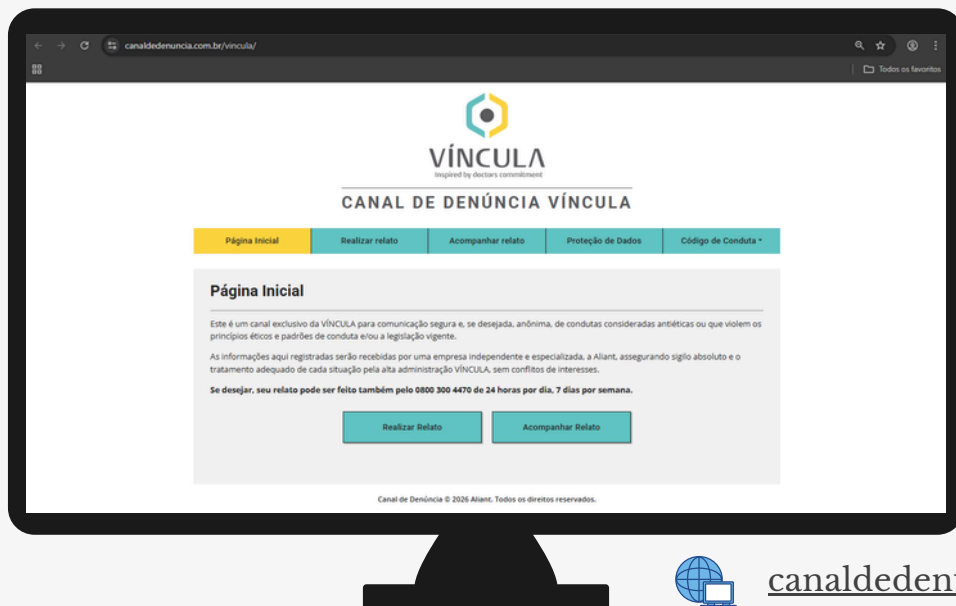 canaldedenuncia.com.br/vincula/
Todos os favoritos
VÍNCULA
Inspired by doctors commitment
CANAL DE DENÚNCIA VÍNCULA
Página Inicial
Realizar relato
Acompanhar relato
Proteção de Dados
Código de Conduta
Página Inicial
Este é um canal exclusivo da VÍNCULA para comunicação segura e, se desejada, anônima, de condutas consideradas antiéticas ou que violem os
princípios éticos e padrões de conduta e/ou a legislação vigente.
As informações aqui registradas serão recebidas por uma empresa independente e especializada, a Aliant, assegurando sigilo absoluto e o
tratamento adequado de cada situação pela alta administração VÍNCULA, sem conflitos de interesses.
Se desejar, seu relato pode ser feito também pelo 0800 300 4470 de 24 horas por dia, 7 dias por semana.
Realizar Relato
Acompanhar Relato
Canal de Denúncia © 2026 Aliant. Todos os direitos reservados.
canaldeden